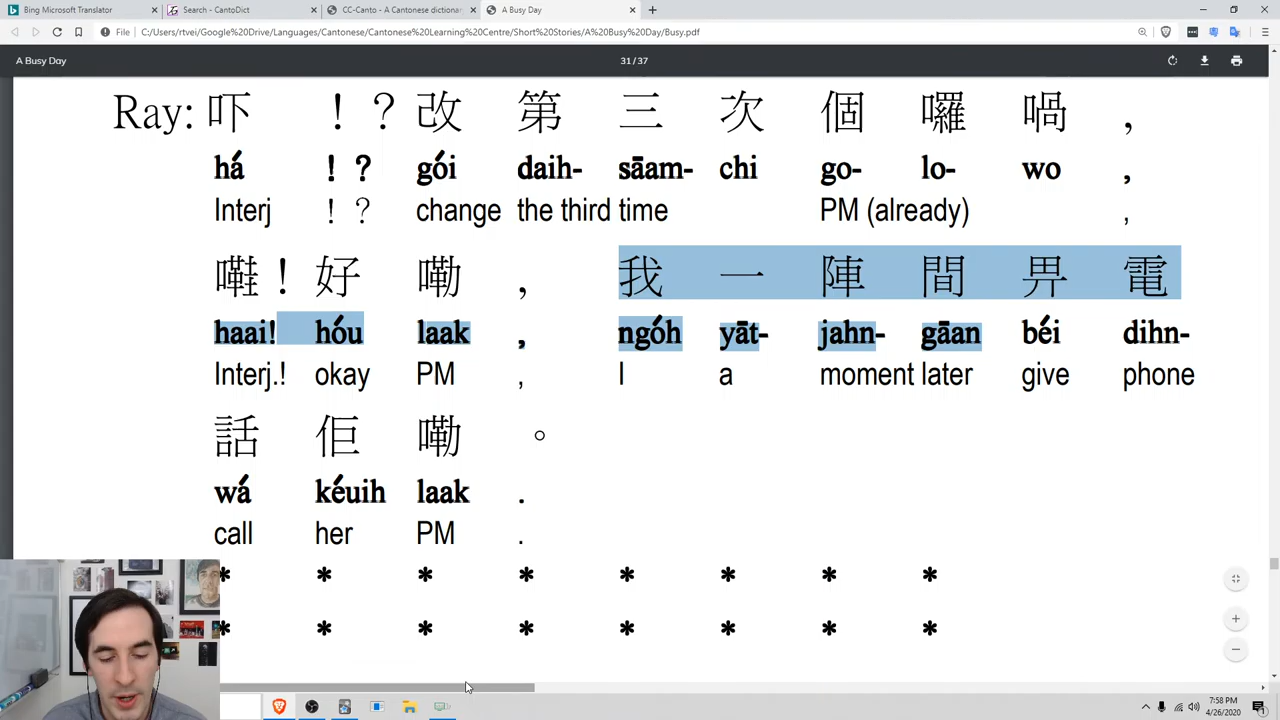 Bing Microsoft Translator
Search - CantoDict
CC-Canto - A Cantonese dictionary
A Busy Day
File C:/Users/rtvei/Google%20Drive/Languages/Cantonese/Cantonese%20Learning%20Centre/Short%20Stories/A%20Busy%20Day/Busy.pdf
A Busy Day 31/37
Ray: 吓 ！？ 改 第 三 次 個 囉 喎 ，
há ！? gói daih- sāam- chi go- lo- wo ,
Interj ！？ change the third time PM (already) ,
嚡！ 好 嘞 ， 我 一 陣 間 畀 電
haai! hóu laak , ngóh yāt- jahn- gāan béi dihn-
Interj.! okay PM , I a moment later give phone
話 佢 嘞 。
wá kéuih laak .
call her PM .
* * * * * * * *
* * * * * * * *
7:58 PM
4/26/2020